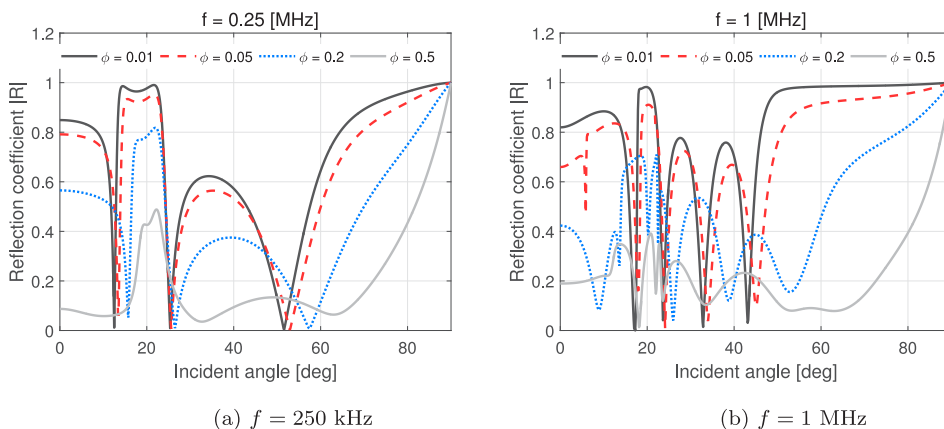 f = 0.25 [MHz]
1.2
1
0.8
0.6
0.4
0.2
0
Reflection coefficient |R|
ϕ = 0.01 ϕ = 0.05 ϕ = 0.2 ϕ = 0.5
0 20 40 60 80
Incident angle [deg]
(a) f = 250 kHz
f = 1 [MHz]
1.2
1
0.8
0.6
0.4
0.2
0
Reflection coefficient |R|
ϕ = 0.01 ϕ = 0.05 ϕ = 0.2 ϕ = 0.5
0 20 40 60 80
Incident angle [deg]
(b) f = 1 MHz